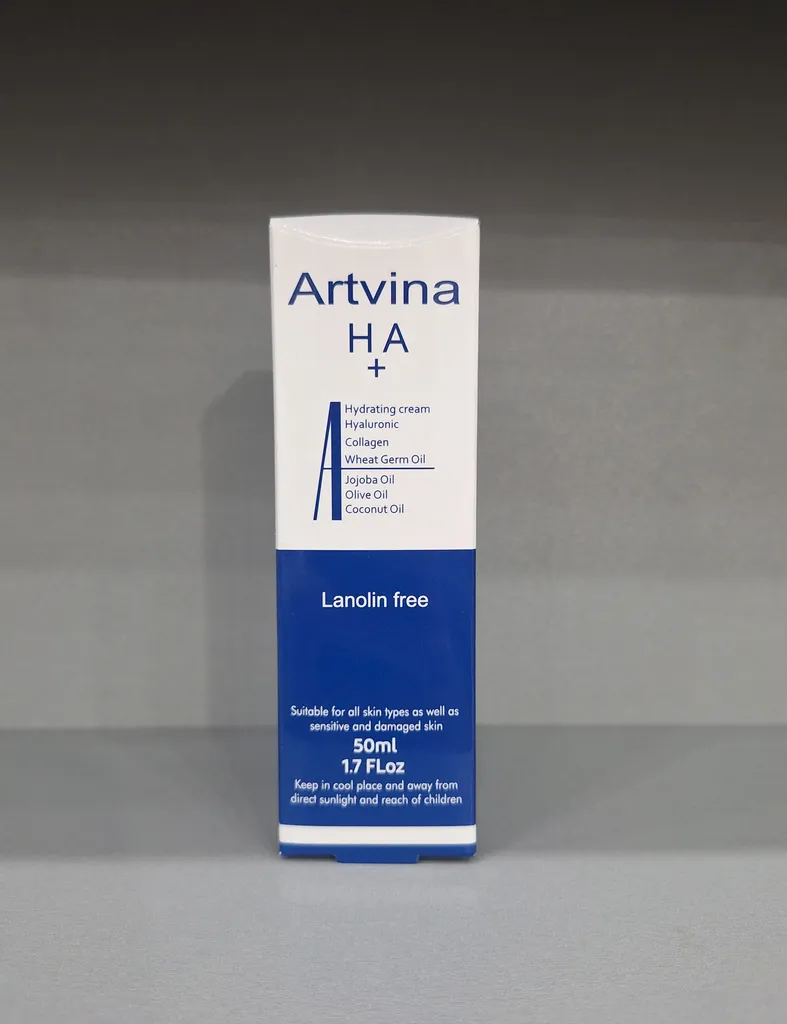 Artvina
HA
+
Hydrating cream
Hyaluronic
Collagen
Wheat Germ Oil
Jojoba Oil
Olive Oil
Coconut Oil
Lanolin free
Suitable for all skin types as well as
sensitive and damaged skin
50ml
1.7 FLoz
Keep in cool place and away from
direct sunlight and reach of children